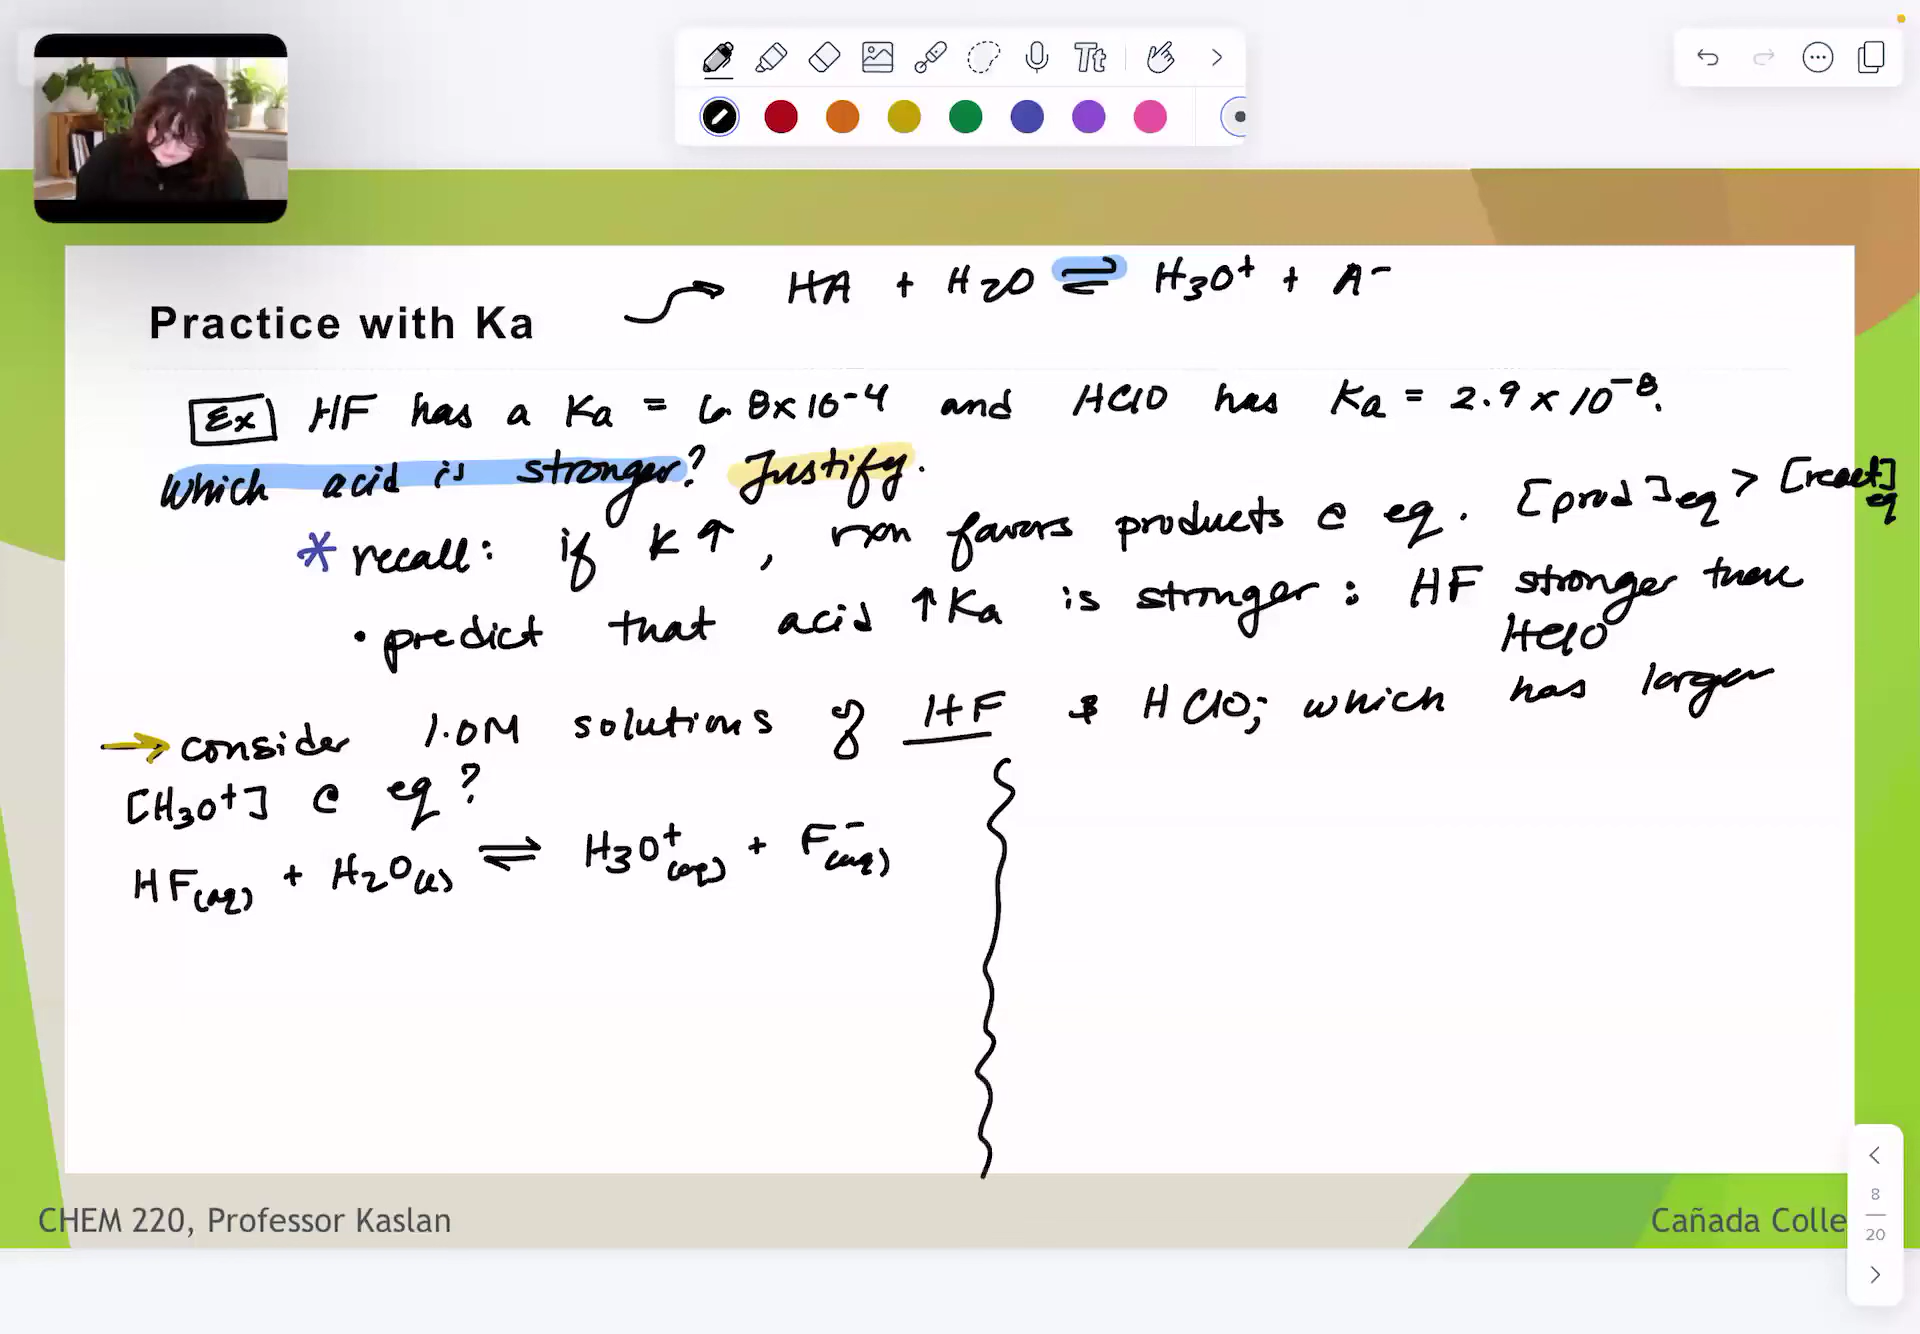 Tt
HA + H2O ⇌ H3O+ + A-
Practice with Ka
Ex HF has a Ka = 6.8x10-4 and HClO has Ka = 2.9 x 10-8.
Which acid is stronger? Justify.
* recall: if K ↑, rxn favors products @ eq. [prod]eq > [react]eq
• predict that acid ↑Ka is stronger: HF stronger than
HClO
→ consider 1.0M solutions of HF & HClO; which has larger
[H3O+] @ eq?
HF(aq) + H2O(l) ⇌ H3O+(aq) + F-(aq)
CHEM 220, Professor Kaslan
Cañada Colle
8
20